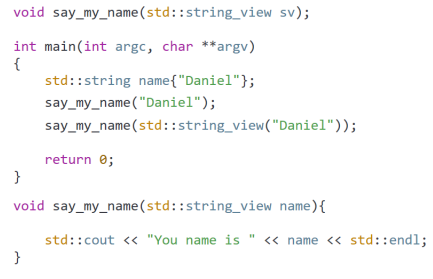 void say_my_name(std::string_view sv);
int main(int argc, char **argv)
{
    std::string name{"Daniel"};
    say_my_name("Daniel");
    say_my_name(std::string_view("Daniel"));
    return 0;
}
void say_my_name(std::string_view name){
    std::cout << "You name is " << name << std::endl;
}